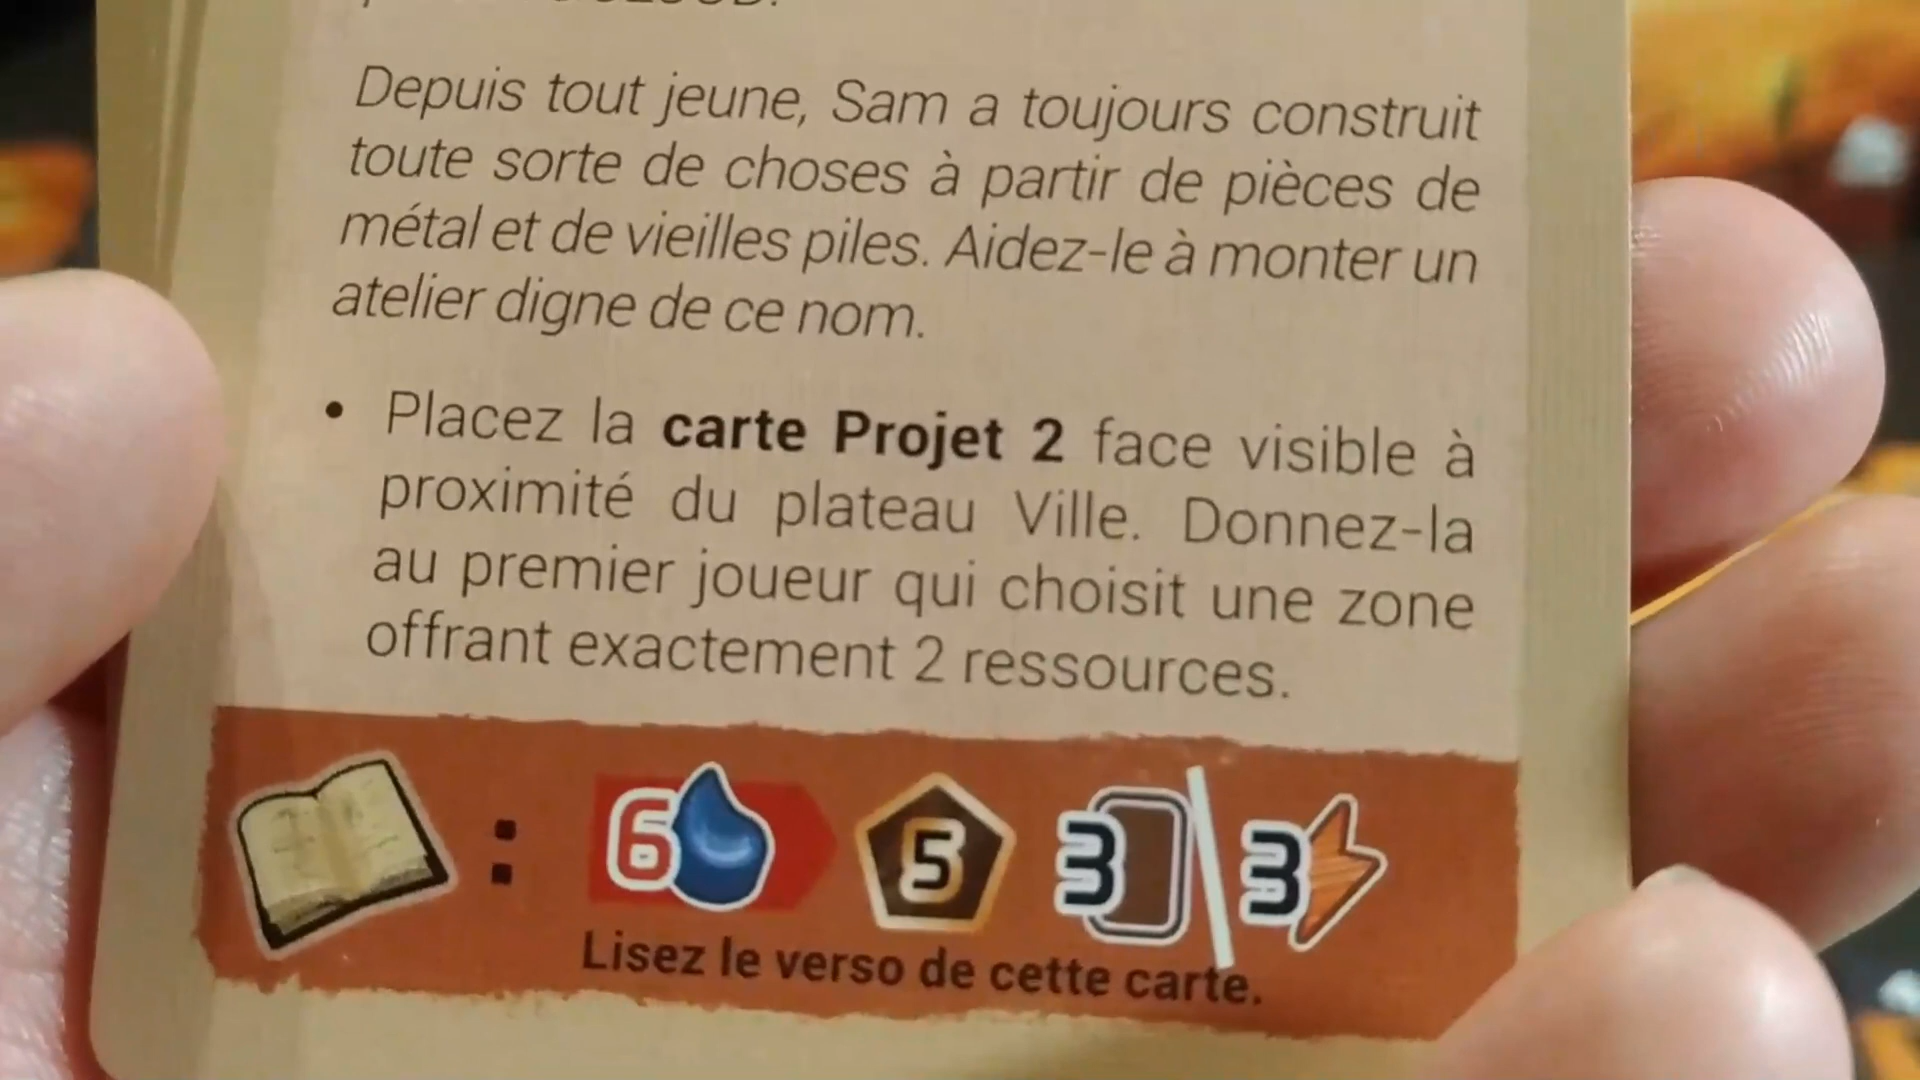 Depuis tout jeune, Sam a toujours construit
toute sorte de choses à partir de pièces de
métal et de vieilles piles. Aidez-le à monter un
atelier digne de ce nom.
• Placez la carte Projet 2 face visible à
proximité du plateau Ville. Donnez-la
au premier joueur qui choisit une zone
offrant exactement 2 ressources.
: 6 5 3 3
Lisez le verso de cette carte.